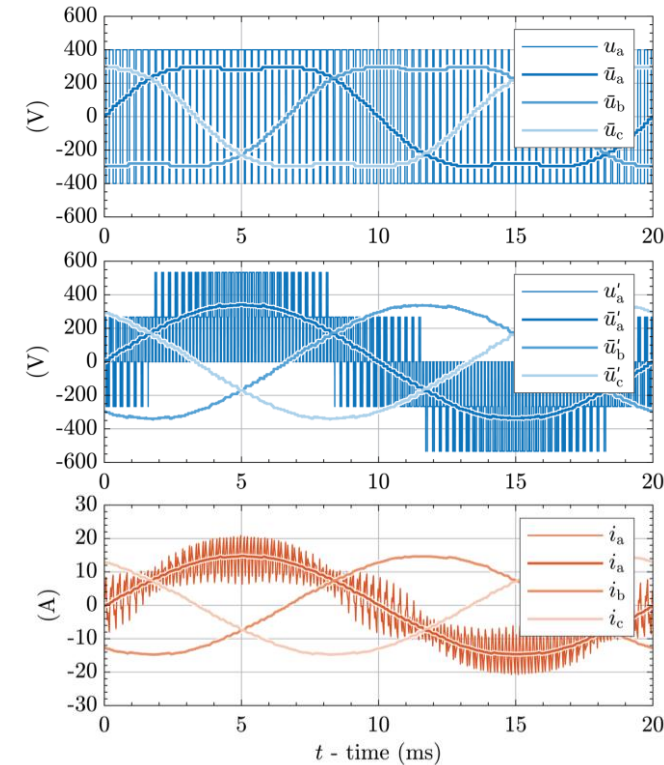 600
400
200
0
-200
-400
-600
(V)
u_a
ū_a
ū_b
ū_c
0 5 10 15 20
600
400
200
0
-200
-400
-600
(V)
u′_a
ū′_a
ū′_b
ū′_c
0 5 10 15 20
30
20
10
0
-10
-20
-30
(A)
i_a
i_a
i_b
i_c
0 5 10 15 20
t - time (ms)